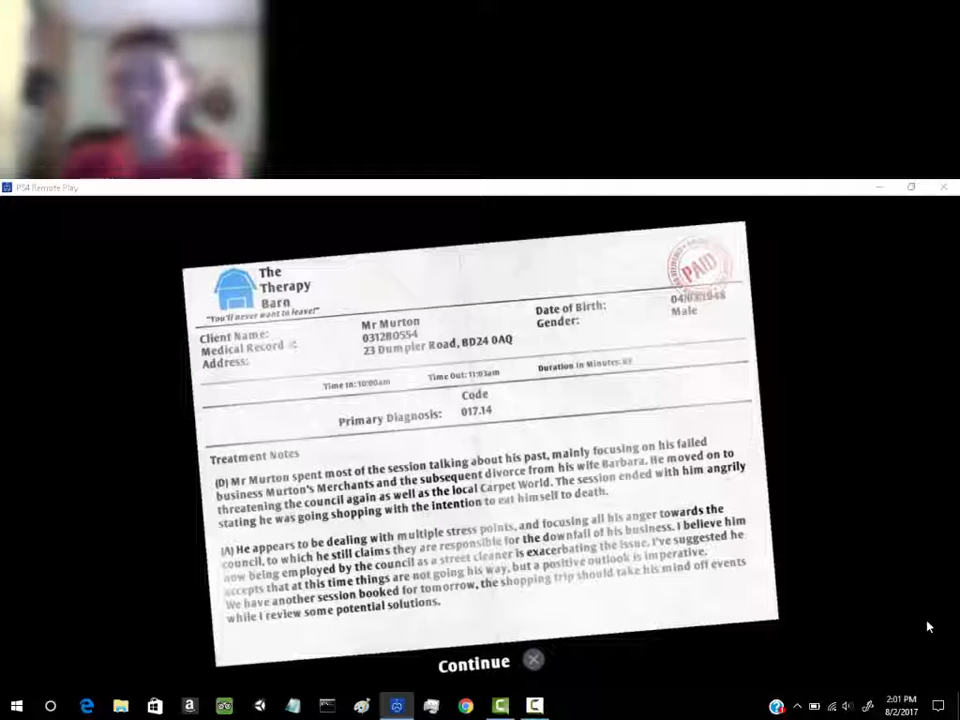 PS4 Remote Play
The
Therapy
Barn
"You'll never want to leave!"
PAID
Client Name: Mr Murton Date of Birth: 04/03/1948
Medical Record 031280554 Gender: Male
Address: 23 Dumpler Road, BD24 0AQ
Time In: 10:00am Time Out: 11:03am Duration in Minutes: 63
Code
Primary Diagnosis: 017.14
Treatment Notes
(D) Mr Murton spent most of the session talking about his past, mainly focusing on his failed
business Murton's Merchants and the subsequent divorce from his wife Barbara. He moved on to
threatening the council again as well as the local Carpet World. The session ended with him angrily
stating he was going shopping with the intention to eat himself to death.
(A) He appears to be dealing with multiple stress points, and focusing all his anger towards the
council, to which he still claims they are responsible for the downfall of his business. I believe him
now being employed by the council as a street cleaner is exacerbating the issue. I've suggested he
accepts that at this time things are not going his way, but a positive outlook is imperative.
We have another session booked for tomorrow, the shopping trip should take his mind off events
while I review some potential solutions.
Continue
2:01 PM
8/2/2017